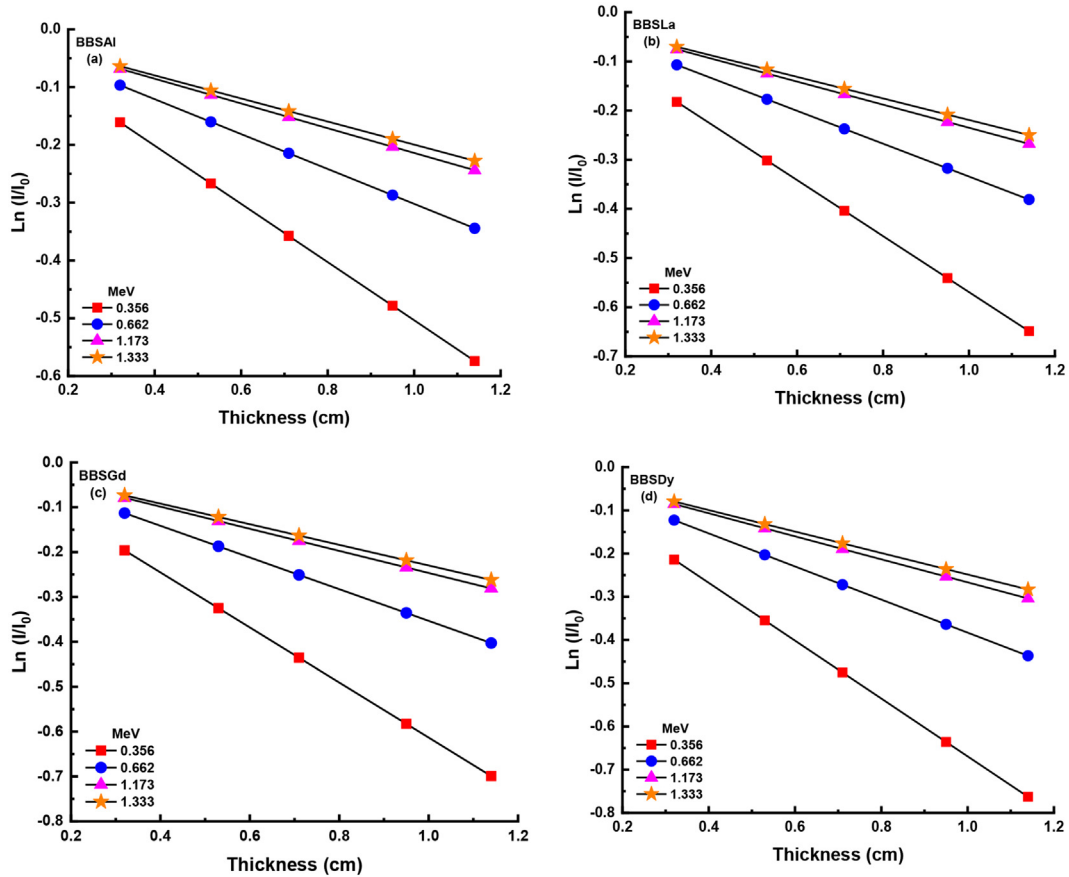 BBSAl
(a)
Ln (I/I0)
0.0
-0.1
-0.2
-0.3
-0.4
-0.5
-0.6
MeV
0.356
0.662
1.173
1.333
0.2 0.4 0.6 0.8 1.0 1.2
Thickness (cm)
BBSLa
(b)
Ln (I/I0)
0.0
-0.1
-0.2
-0.3
-0.4
-0.5
-0.6
-0.7
MeV
0.356
0.662
1.173
1.333
0.2 0.4 0.6 0.8 1.0 1.2
Thickness (cm)
BBSGd
(c)
Ln (I/I0)
0.0
-0.1
-0.2
-0.3
-0.4
-0.5
-0.6
-0.7
-0.8
MeV
0.356
0.662
1.173
1.333
0.2 0.4 0.6 0.8 1.0 1.2
Thickness (cm)
BBSDy
(d)
Ln (I/I0)
0.0
-0.1
-0.2
-0.3
-0.4
-0.5
-0.6
-0.7
-0.8
MeV
0.356
0.662
1.173
1.333
0.2 0.4 0.6 0.8 1.0 1.2
Thickness (cm)